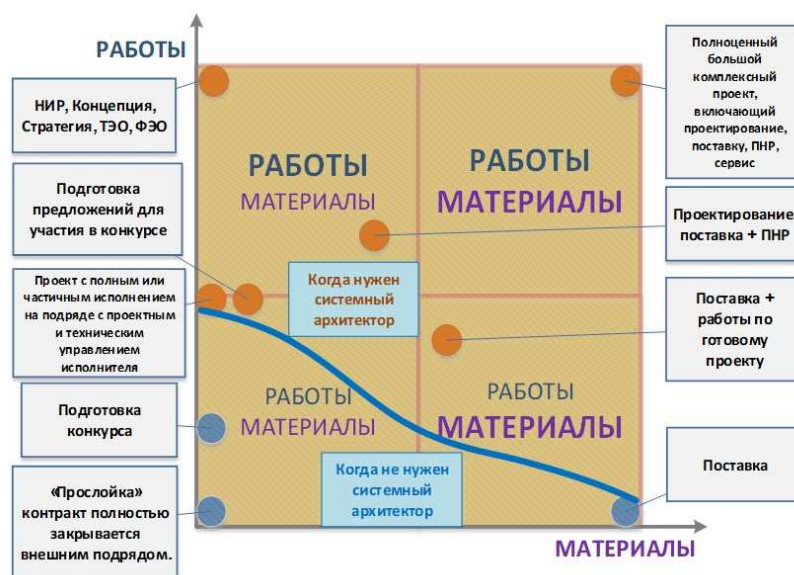 РАБОТЫ
НИР, Концепция,
Стратегия, ТЭО, ФЭО
Подготовка
предложений для
участия в конкурсе
Проект с полным или
частичным исполнением
на подряде с проектным
и техническим
управлением
исполнителя
Подготовка
конкурса
«Прослойка»
контракт полностью
закрывается
внешним подрядом.
РАБОТЫ
МАТЕРИАЛЫ
РАБОТЫ
МАТЕРИАЛЫ
Когда нужен
системный
архитектор
РАБОТЫ
МАТЕРИАЛЫ
РАБОТЫ
МАТЕРИАЛЫ
Когда не нужен
системный
архитектор
Полноценный
большой
комплексный
проект,
включающий
проектирование,
поставку, ПНР,
сервис
Проектирование
поставка + ПНР
Поставка +
работы по
готовому
проекту
Поставка
МАТЕРИАЛЫ